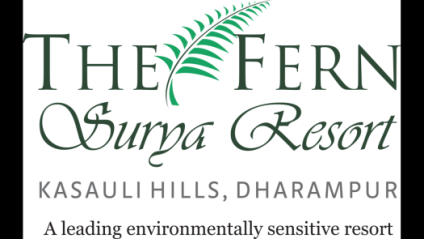 THE FERN
Surya Resort
KASAULI HILLS, DHARAMPUR
A leading environmentally sensitive resort